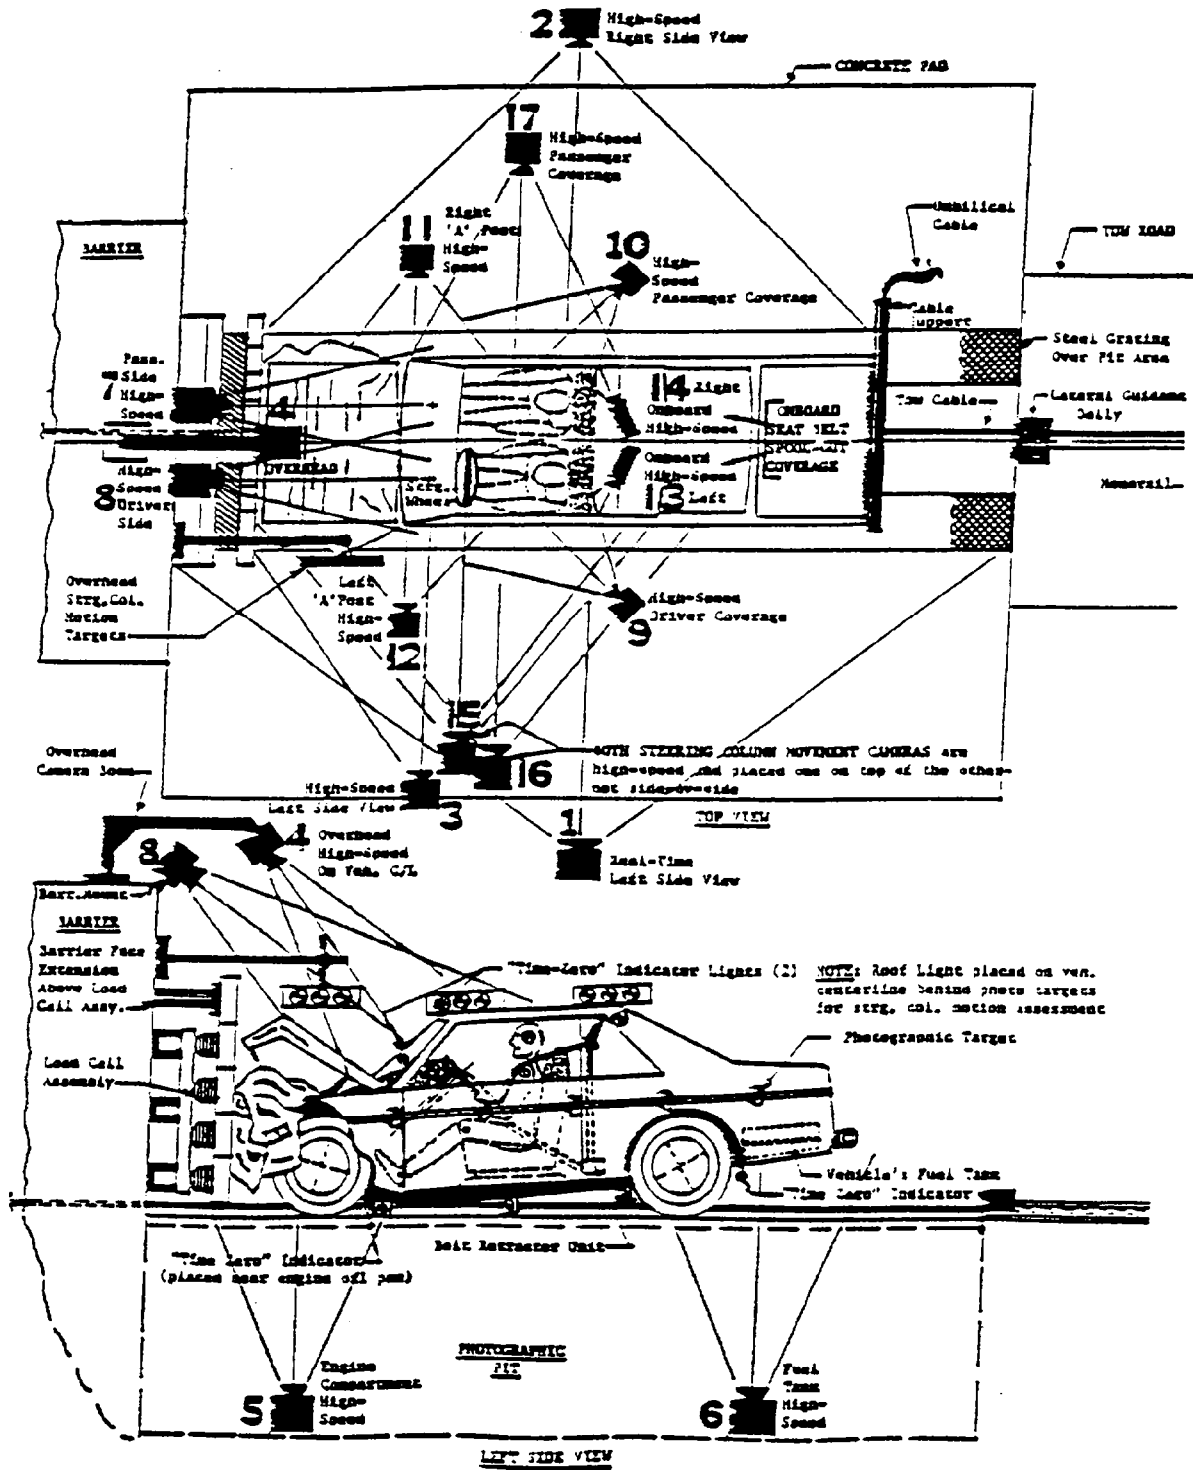 2
High-Speed
Right Side View
CONCRETE PAD
17
High-Speed
Passenger
Coverage
11
Right
'A' Post
High-
Speed
10
High-
Speed
Passenger Coverage
Umbilical
Cable
TOW ROAD
BARRIER
Cable
Support
Steel Grating
Over Pit Area
7
Pass.
Side
High-
Speed
4
OVERHEAD
14 Right
Onboard
High-Speed
Onboard
High-Speed
13 Left
ONBOARD
SEAT BELT
SPOOL-OUT
COVERAGE
Tow Cable
Lateral Guidance
Dolly
Monorail
8
High-
Speed
Driver
Side
Strg.
Wheel
Overhead
Strg.Col.
Motion
Targets
Left
'A' Post
High-
Speed
12
9
High-Speed
Driver Coverage
15
16
BOTH STEERING COLUMN MOVEMENT CAMERAS are
high-speed and placed one on top of the other-
not side-by-side
Overhead
Camera Boom
High-Speed
Left Side View
3
TOP VIEW
1
Real-Time
Left Side View
8
4
Overhead
High-Speed
On Veh. C/L
Barr.Mount
BARRIER
Barrier Face
Extension
Above Load
Cell Assy.
"Time-Zero" Indicator Lights (2)
NOTE: Roof Light placed on veh.
centerline behind photo targets
for strg. col. motion assessment
Photographic Target
Load Cell
Assembly
Vehicle's Fuel Tank
"Time Zero" Indicator
"Time Zero" Indicator
(placed near engine oil pan)
Belt Retractor Unit
PHOTOGRAPHIC
PIT
5
Engine
Compartment
High-
Speed
6
Fuel
Tank
High-
Speed
LEFT SIDE VIEW